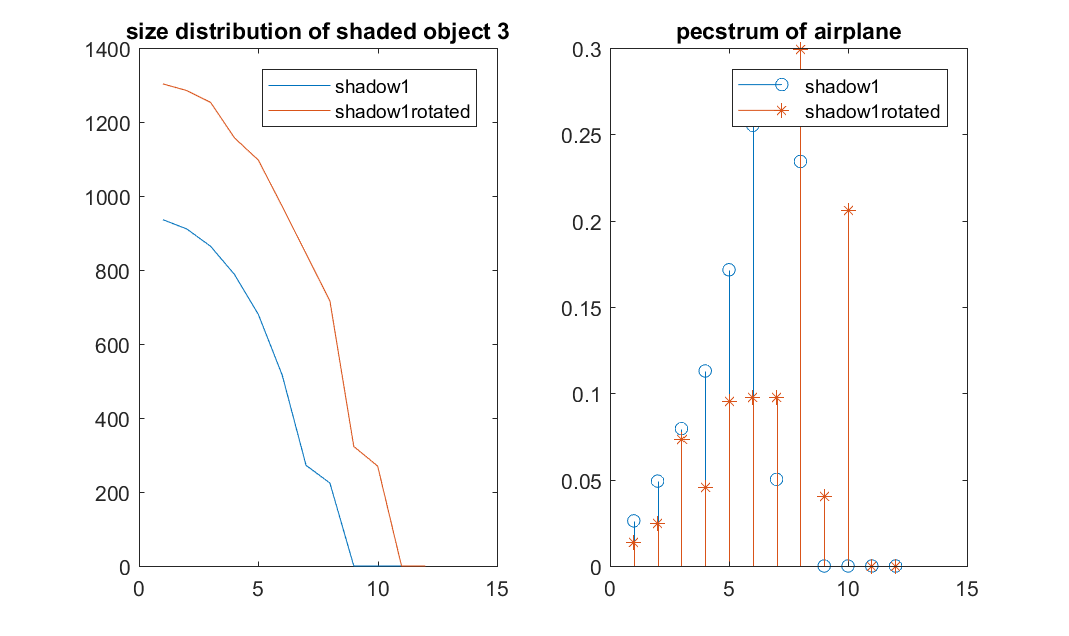 size distribution of shaded object 3
1400
1200
1000
800
600
400
200
0
0 5 10 15
shadow1
shadow1rotated
pecstrum of airplane
0.3
0.25
0.2
0.15
0.1
0.05
0
0 5 10 15
shadow1
shadow1rotated